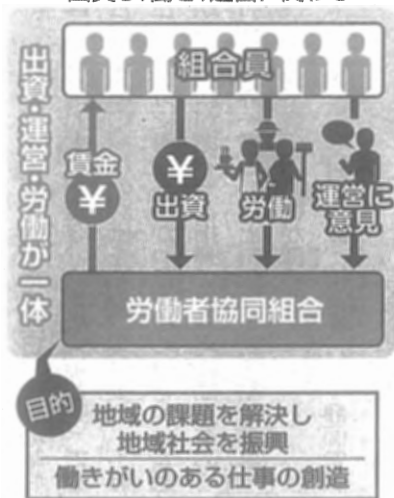 組合員
出資・運営・労働が一体
賃金
¥
¥
出資
労働
運営に
意見
労働者協同組合
目的
地域の課題を解決し
地域社会を振興
働きがいのある仕事の創造